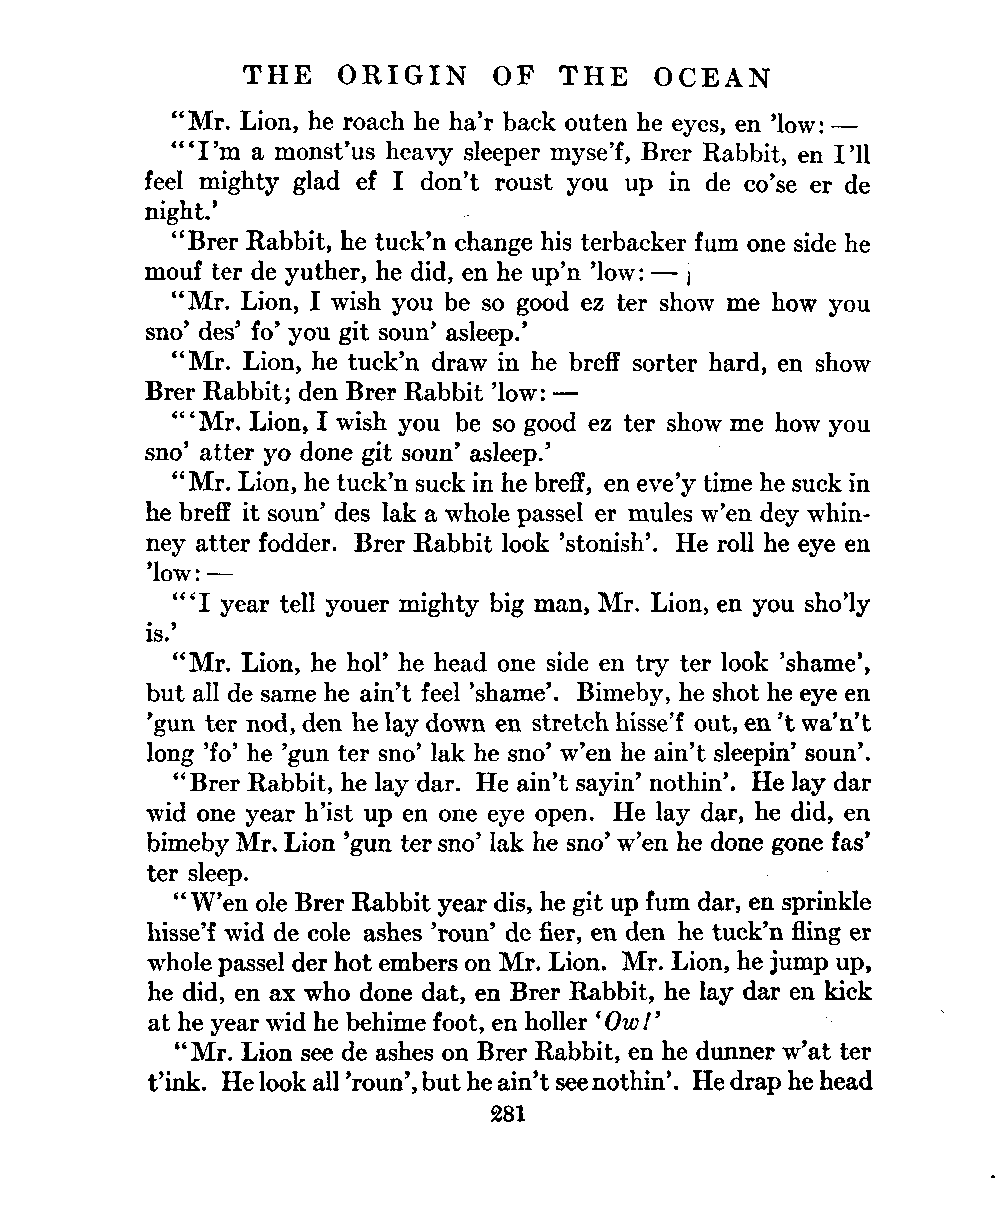 THE ORIGIN OF THE OCEAN
“Mr. Lion, he roach he ha’r back outen he eyes, en ’low: —
“‘I’m a monst’us heavy sleeper myse’f, Brer Rabbit, en I’ll
feel mighty glad ef I don’t roust you up in de co’se er de
night.’
“Brer Rabbit, he tuck’n change his terbacker fum one side he
mouf ter de yuther, he did, en he up’n ’low: —
“Mr. Lion, I wish you be so good ez ter show me how you
sno’ des’ fo’ you git soun’ asleep.’
“Mr. Lion, he tuck’n draw in he breff sorter hard, en show
Brer Rabbit; den Brer Rabbit ’low: —
“‘Mr. Lion, I wish you be so good ez ter show me how you
sno’ atter yo done git soun’ asleep.’
“Mr. Lion, he tuck’n suck in he breff, en eve’y time he suck in
he breff it soun’ des lak a whole passel er mules w’en dey whin-
ney atter fodder. Brer Rabbit look ’stonish’. He roll he eye en
’low: —
“‘I year tell youer mighty big man, Mr. Lion, en you sho’ly
is.’
“Mr. Lion, he hol’ he head one side en try ter look ’shame’,
but all de same he ain’t feel ’shame’. Bimeby, he shot he eye en
’gun ter nod, den he lay down en stretch hisse’f out, en ’t wa’n’t
long ’fo’ he ’gun ter sno’ lak he sno’ w’en he ain’t sleepin’ soun’.
“Brer Rabbit, he lay dar. He ain’t sayin’ nothin’. He lay dar
wid one year h’ist up en one eye open. He lay dar, he did, en
bimeby Mr. Lion ’gun ter sno’ lak he sno’ w’en he done gone fas’
ter sleep.
“W’en ole Brer Rabbit year dis, he git up fum dar, en sprinkle
hisse’f wid de cole ashes ’roun’ de fier, en den he tuck’n fling er
whole passel der hot embers on Mr. Lion. Mr. Lion, he jump up,
he did, en ax who done dat, en Brer Rabbit, he lay dar en kick
at he year wid he behime foot, en holler ‘Ow!’
“Mr. Lion see de ashes on Brer Rabbit, en he dunner w’at ter
t’ink. He look all ’roun’, but he ain’t see nothin’. He drap he head
281